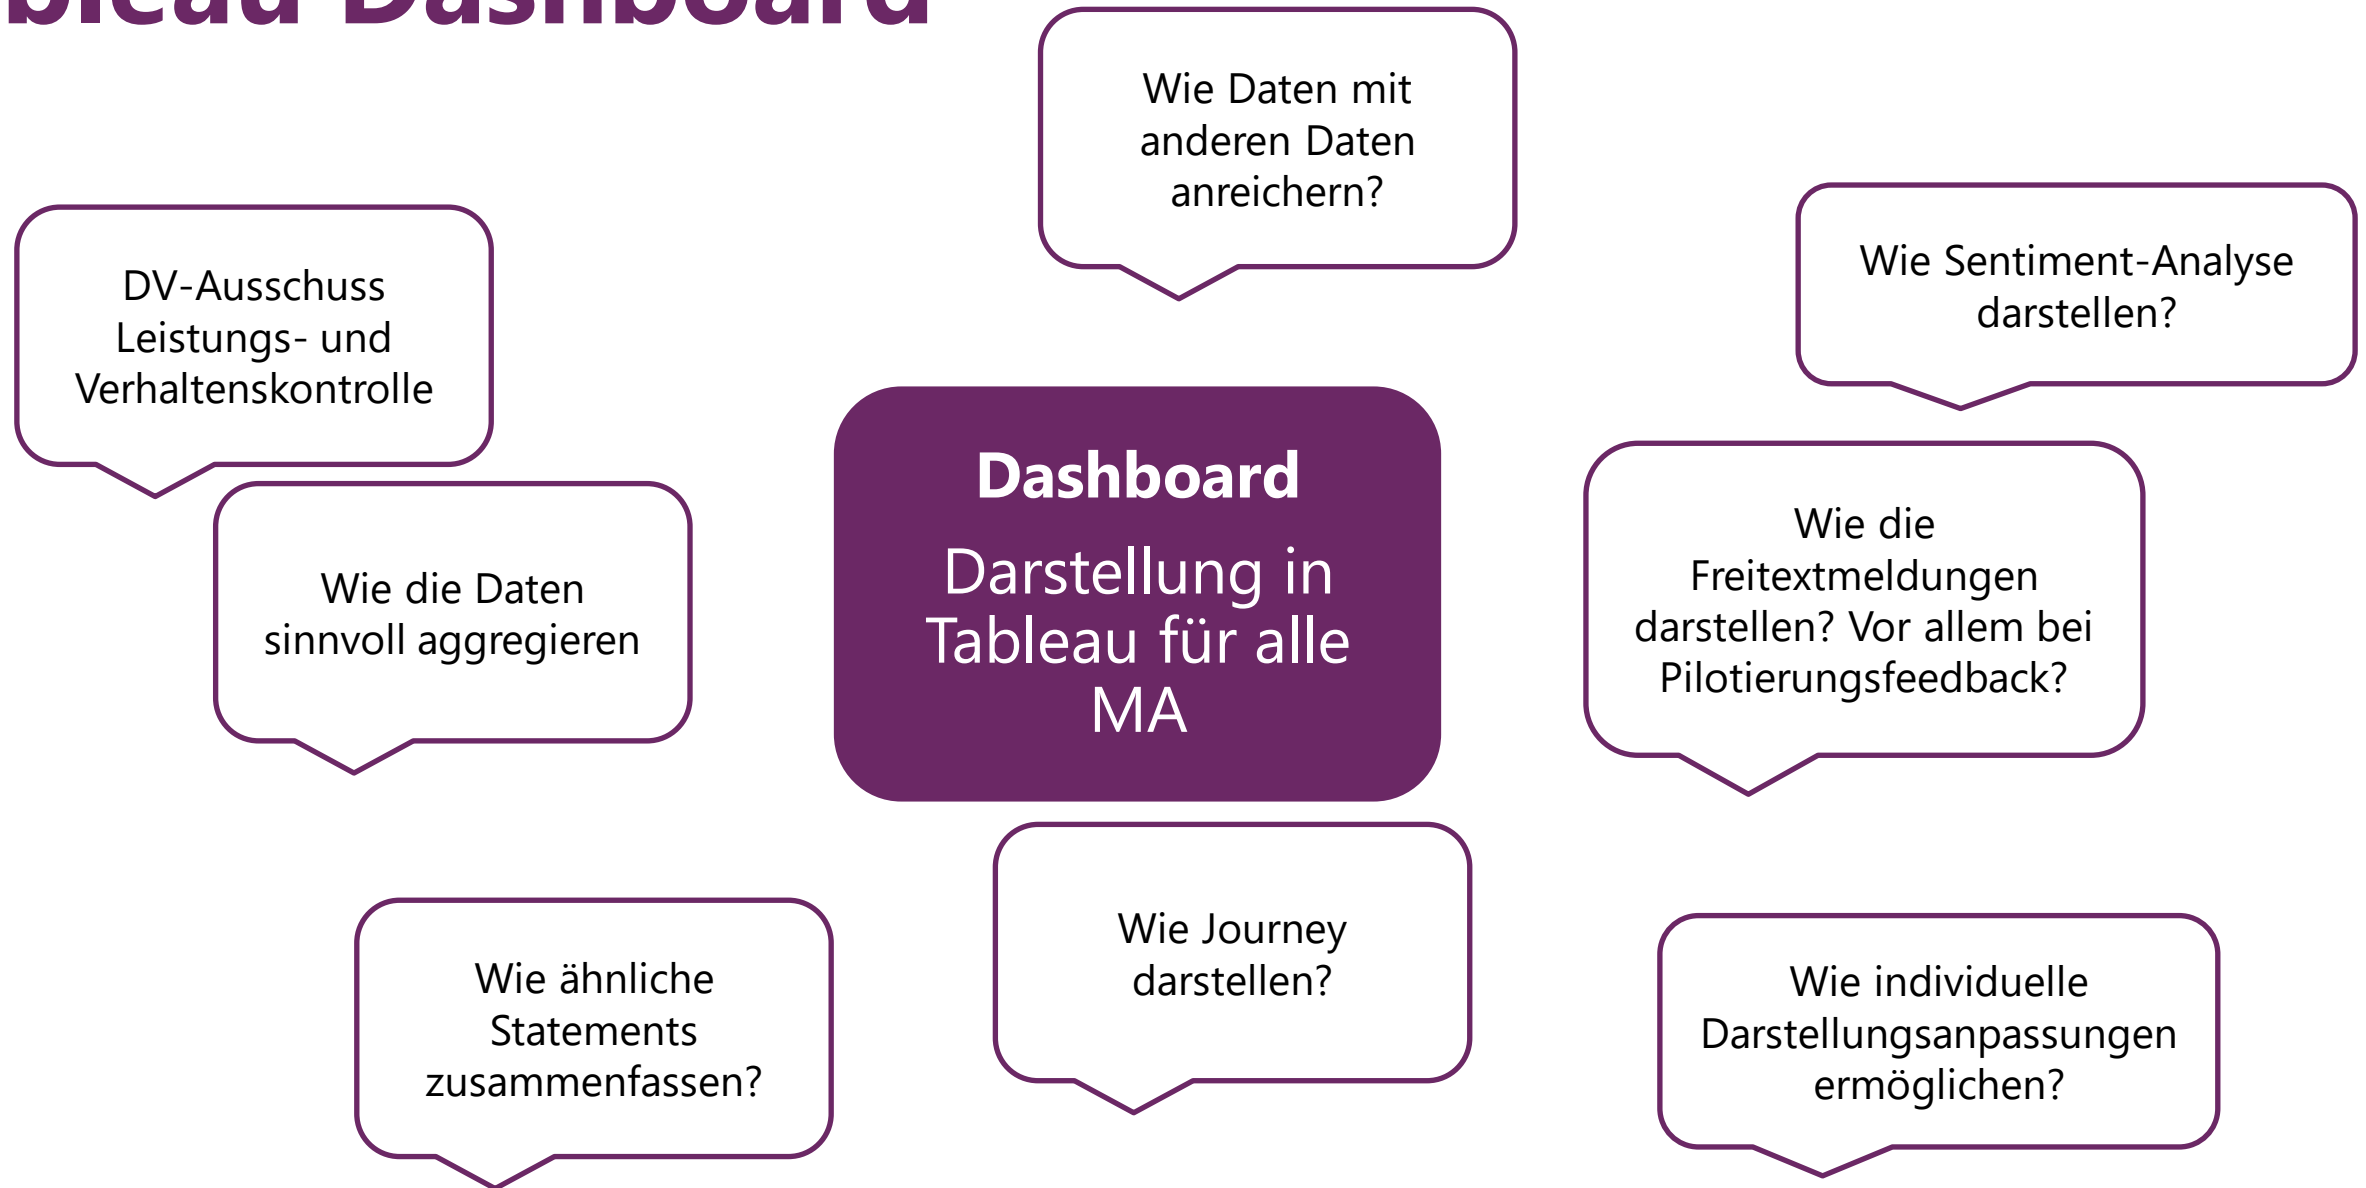 bleau Dashboard
Wie Daten mit
anderen Daten
anreichern?
DV-Ausschuss
Leistungs- und
Verhaltenskontrolle
Wie Sentiment-Analyse
darstellen?
Dashboard
Darstellung in
Tableau für alle
MA
Wie die Daten
sinnvoll aggregieren
Wie die
Freitextmeldungen
darstellen? Vor allem bei
Pilotierungsfeedback?
Wie ähnliche
Statements
zusammenfassen?
Wie Journey
darstellen?
Wie individuelle
Darstellungsanpassungen
ermöglichen?